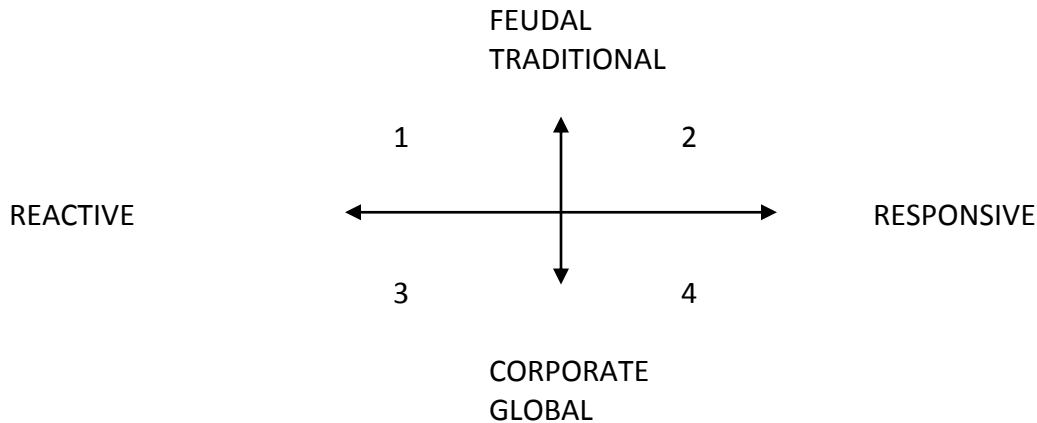 FEUDAL
TRADITIONAL
1 2
REACTIVE RESPONSIVE
3 4
CORPORATE
GLOBAL